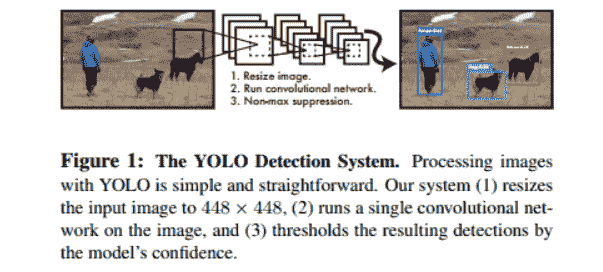 1. Resize image.
2. Run convolutional network.
3. Non-max suppression.
Figure 1: The YOLO Detection System. Processing images
with YOLO is simple and straightforward. Our system (1) resizes
the input image to 448 × 448, (2) runs a single convolutional net-
work on the image, and (3) thresholds the resulting detections by
the model's confidence.